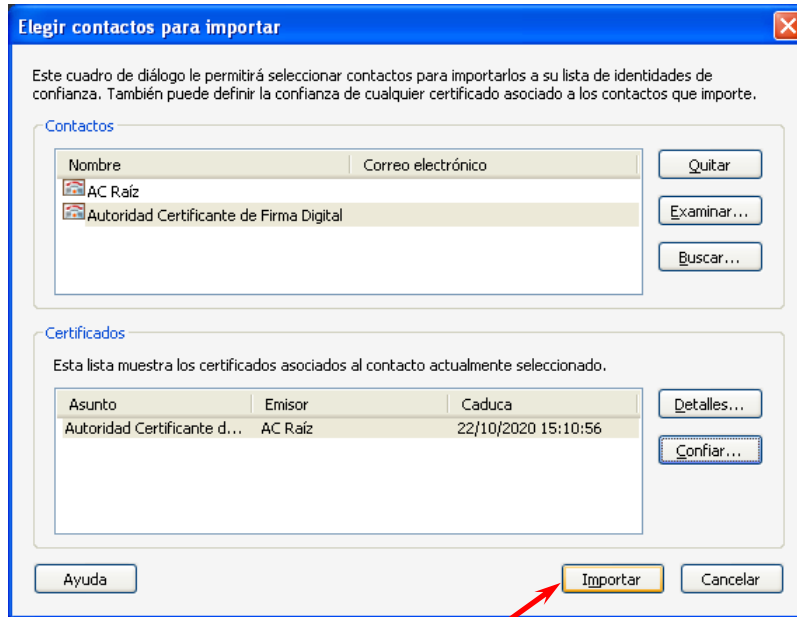 Elegir contactos para importar
Este cuadro de diálogo le permitirá seleccionar contactos para importarlos a su lista de identidades de
confianza. También puede definir la confianza de cualquier certificado asociado a los contactos que importe.
Contactos
Nombre Correo electrónico
AC Raíz
Autoridad Certificante de Firma Digital
Quitar
Examinar...
Buscar...
Certificados
Esta lista muestra los certificados asociados al contacto actualmente seleccionado.
Asunto Emisor Caduca
Autoridad Certificante d... AC Raíz 22/10/2020 15:10:56
Detalles...
Confiar...
Ayuda Importar Cancelar